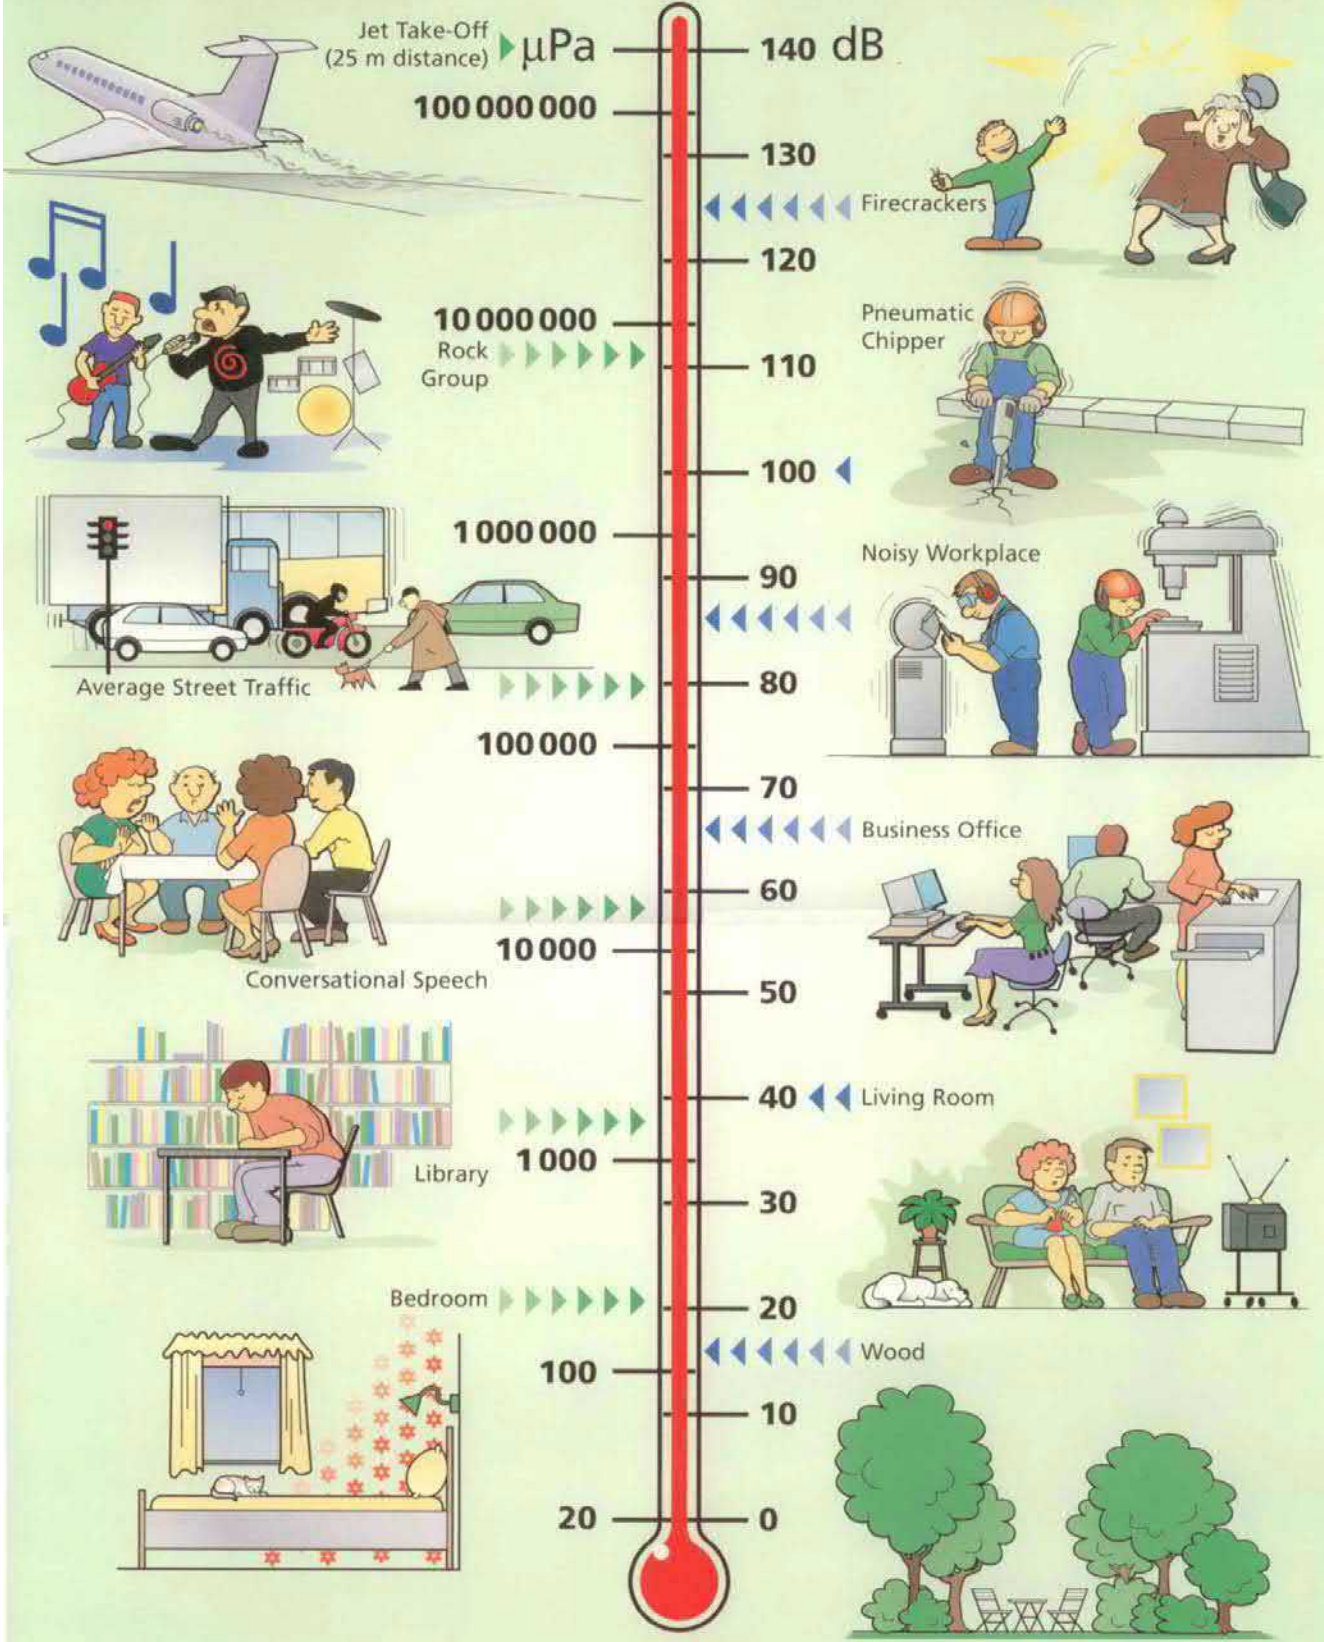 Jet Take-Off
(25 m distance)
µPa
140 dB
100 000 000
130
Firecrackers
120
10 000 000
Rock
Group
Pneumatic
Chipper
110
100
1 000 000
Noisy Workplace
90
Average Street Traffic
80
100 000
70
Business Office
60
10 000
Conversational Speech
50
40
Living Room
1 000
Library
30
Bedroom
20
Wood
100
10
20
0